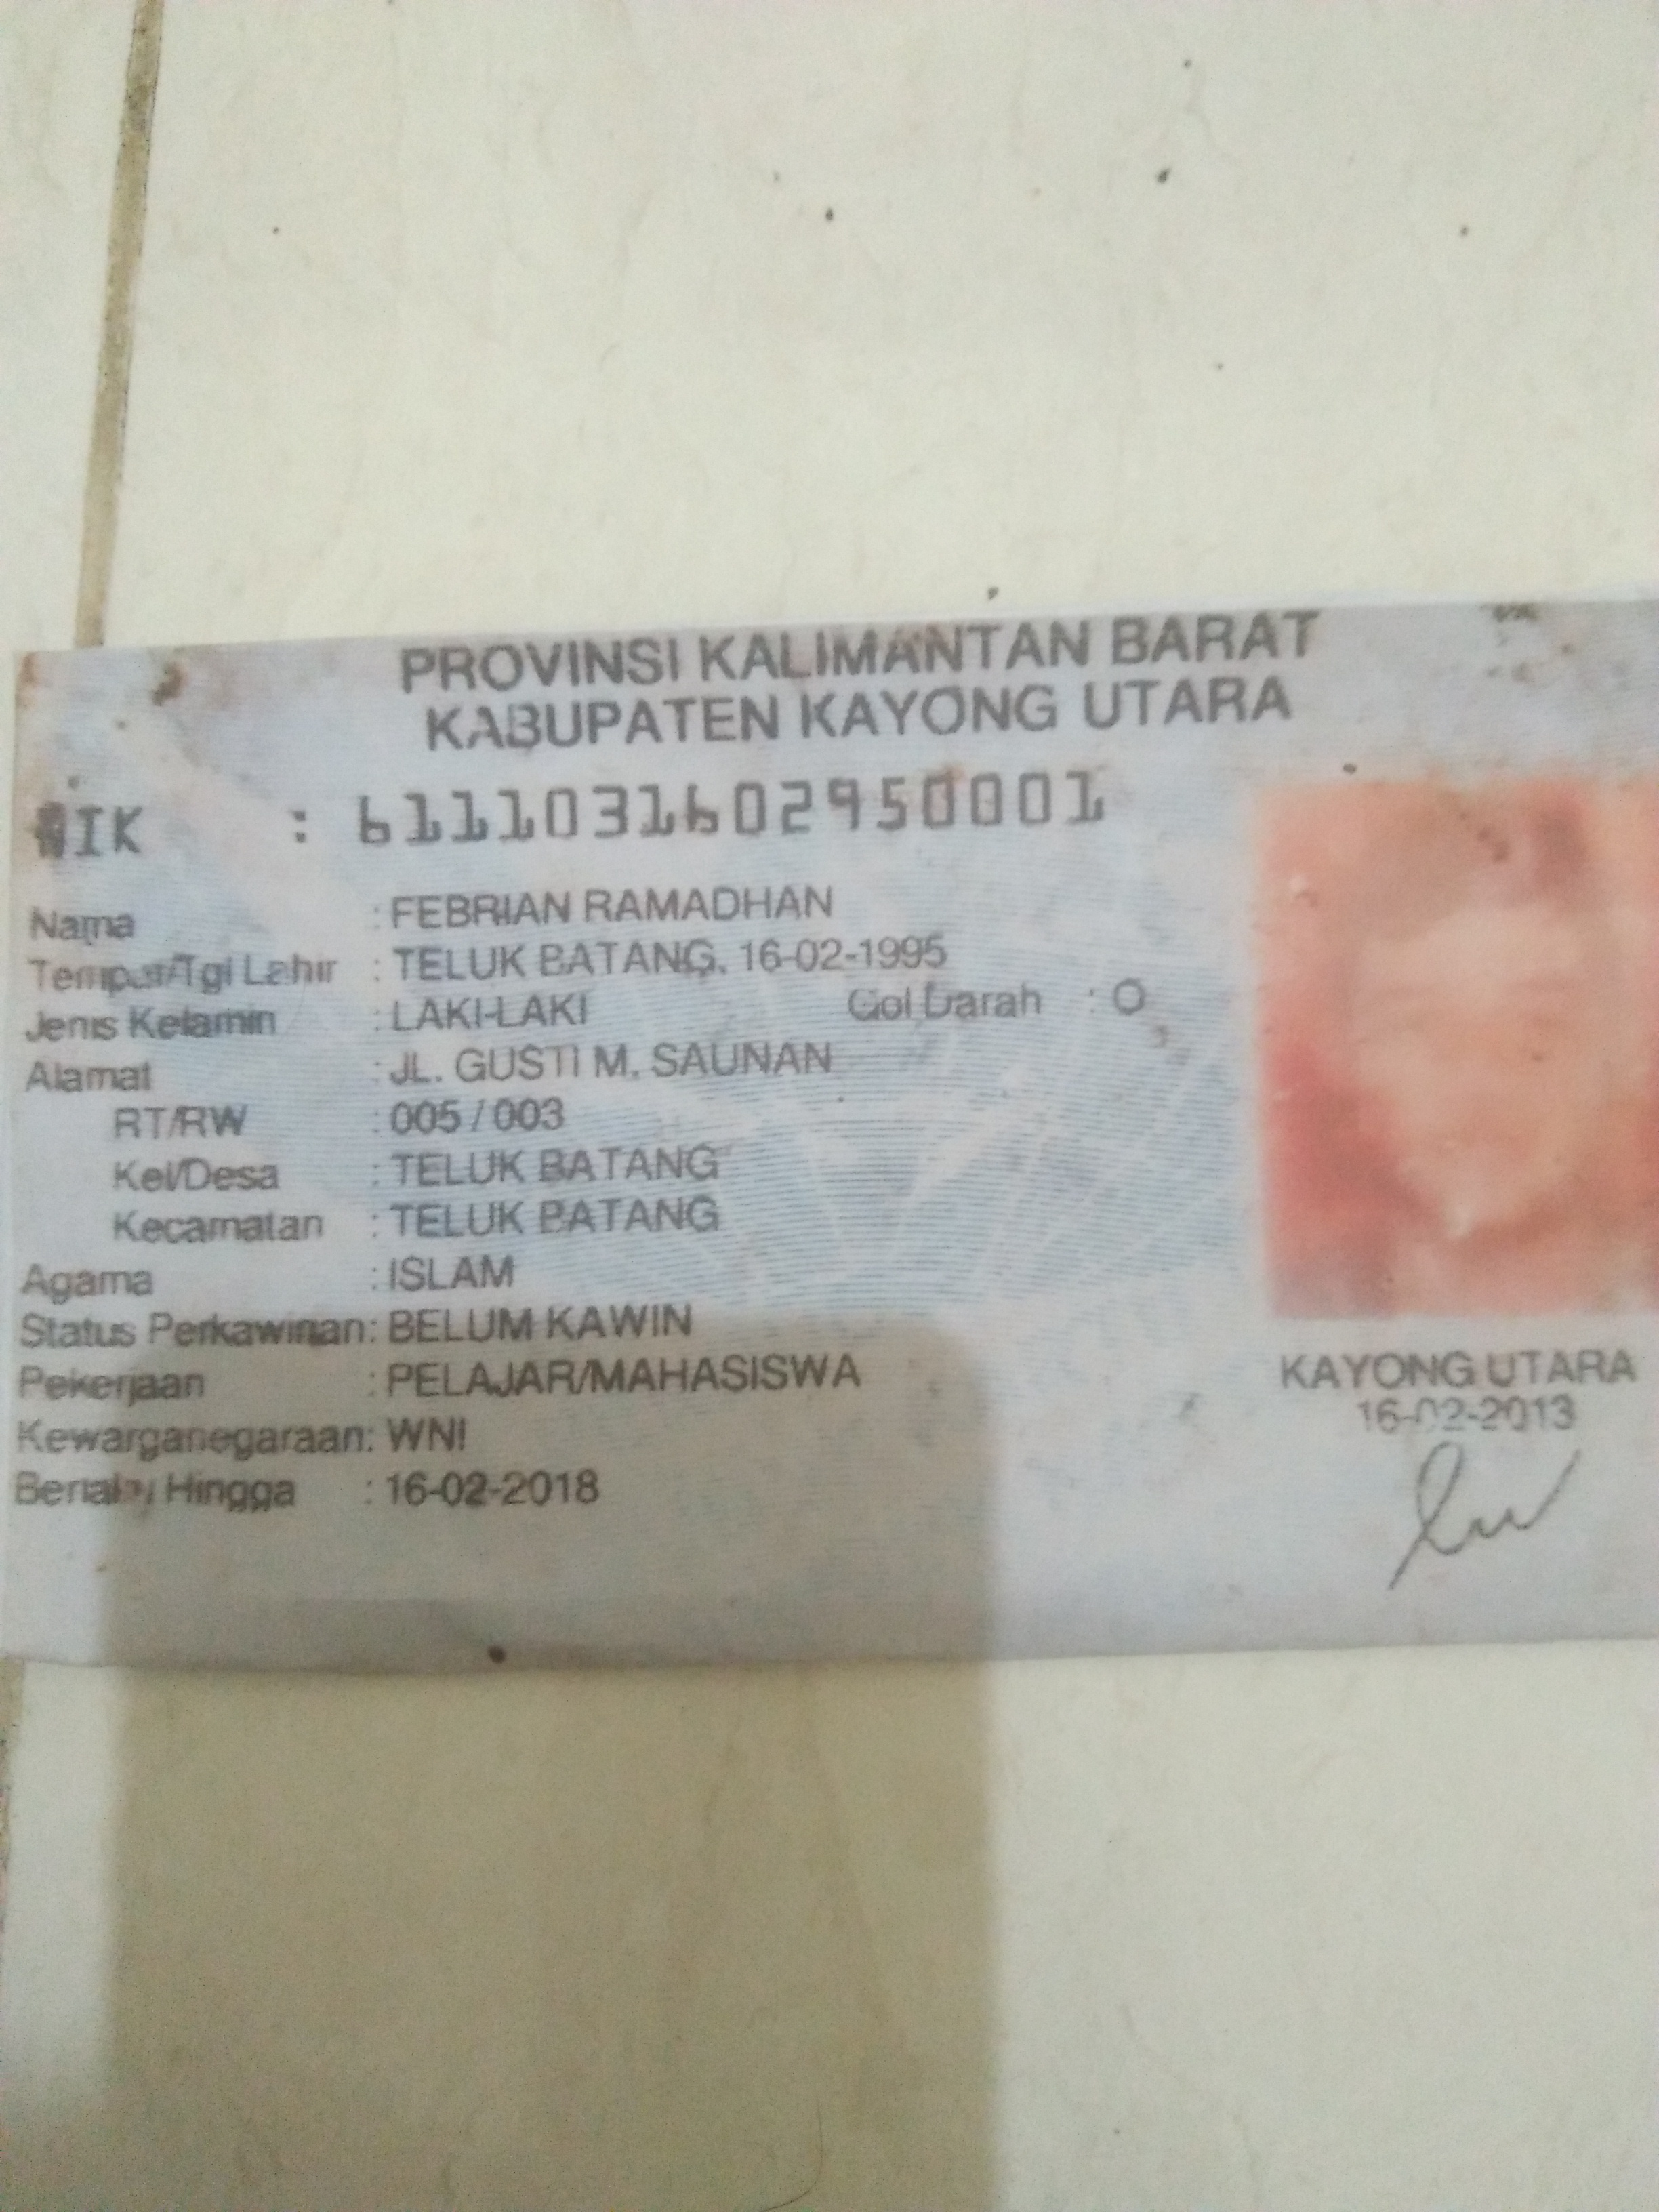 PROVINSI KALIMANTAN BARAT
KABUPATEN KAYONG UTARA
NIK : 6111031602950001
Nama : FEBRIAN RAMADHAN
Tempat/Tgl Lahir : TELUK BATANG, 16-02-1995
Jenis Kelamin : LAKI-LAKI Gol Darah : O
Alamat : JL. GUSTI M. SAUNAN
RT/RW : 005 / 003
Kel/Desa : TELUK BATANG
Kecamatan : TELUK BATANG
Agama : ISLAM
Status Perkawinan: BELUM KAWIN
Pekerjaan : PELAJAR/MAHASISWA
Kewarganegaraan: WNI
Berlaku Hingga : 16-02-2018
KAYONG UTARA
16-02-2013